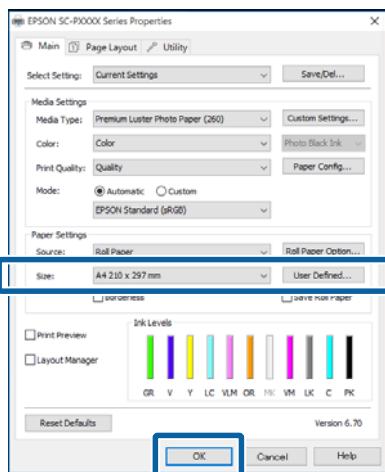 EPSON SC-PXXXX Series Properties
Main Page Layout Utility
Select Setting: Current Settings Save/Del...
Media Settings
Media Type: Premium Luster Photo Paper (260) Custom Settings...
Color: Color Photo Black Ink
Print Quality: Quality Paper Config...
Mode: Automatic Custom
EPSON Standard (sRGB)
Paper Settings
Source: Roll Paper Roll Paper Option...
Size: A4 210 x 297 mm User Defined...
Borderless Save Roll Paper
Ink Levels
Print Preview
Layout Manager
GR V Y LC VLM OR MK VM LK C PK
Reset Defaults Version 6.70
OK Cancel Help